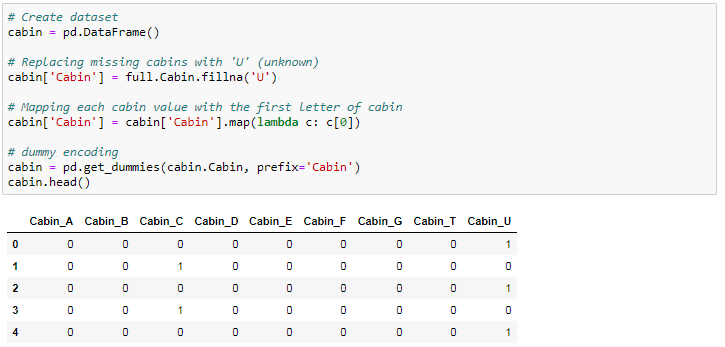 # Create dataset
cabin = pd.DataFrame()
# Replacing missing cabins with 'U' (unknown)
cabin['Cabin'] = full.Cabin.fillna('U')
# Mapping each cabin value with the first letter of cabin
cabin['Cabin'] = cabin['Cabin'].map(lambda c: c[0])
# dummy encoding
cabin = pd.get_dummies(cabin.Cabin, prefix='Cabin')
cabin.head()
Cabin_A Cabin_B Cabin_C Cabin_D Cabin_E Cabin_F Cabin_G Cabin_T Cabin_U
0 0 0 0 0 0 0 0 0 1
1 0 0 1 0 0 0 0 0 0
2 0 0 0 0 0 0 0 0 1
3 0 0 1 0 0 0 0 0 0
4 0 0 0 0 0 0 0 0 1